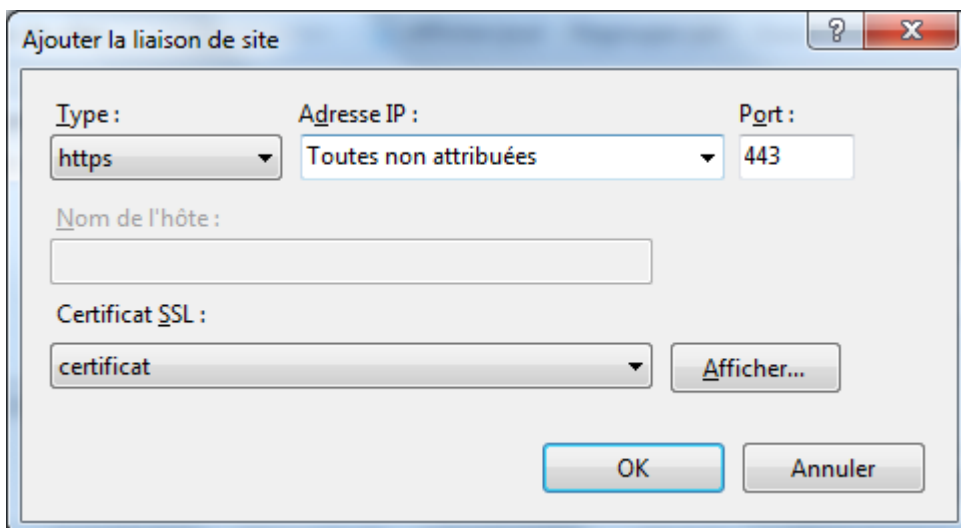 Ajouter la liaison de site
Type : Adresse IP : Port :
https Toutes non attribuées 443
Nom de l'hôte :
Certificat SSL :
certificat Afficher...
OK Annuler